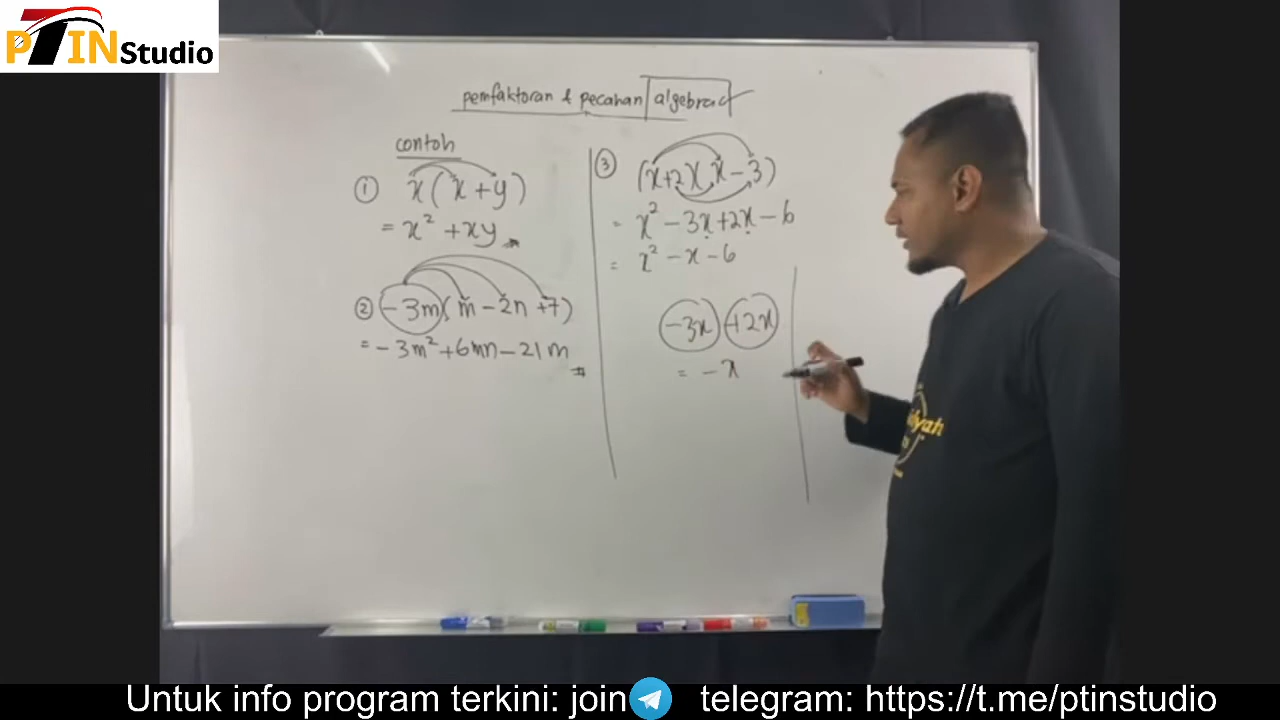 PTIN Studio
pemfaktoran & pecahan algebra
contoh
① x(x + y)
= x² + xy
② -3m(m - 2n + 7)
= -3m² + 6mn - 21m
③ (x+2)(x-3)
= x² - 3x + 2x - 6
= x² - x - 6
-3x +2x
= -x
Untuk info program terkini: join telegram: https://t.me/ptinstudio